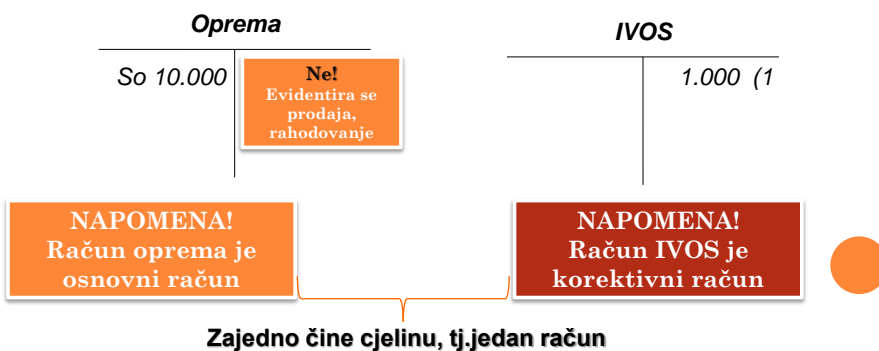 Oprema
IVOS
So 10.000
Ne!
Evidentira se
prodaja,
rahodovanje
1.000 (1
NAPOMENA!
Račun oprema je
osnovni račun
NAPOMENA!
Račun IVOS je
korektivni račun
Zajedno čine cjelinu, tj.jedan račun